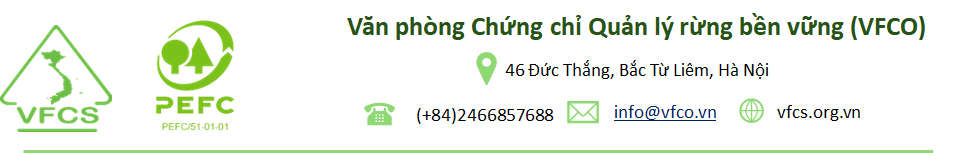 Văn phòng Chứng chỉ Quản lý rừng bền vững (VFCO)
46 Đức Thắng, Bắc Từ Liêm, Hà Nội
(+84)2466857688 info@vfco.vn vfcs.org.vn
VFCS
PEFC
PEFC/51-01-01